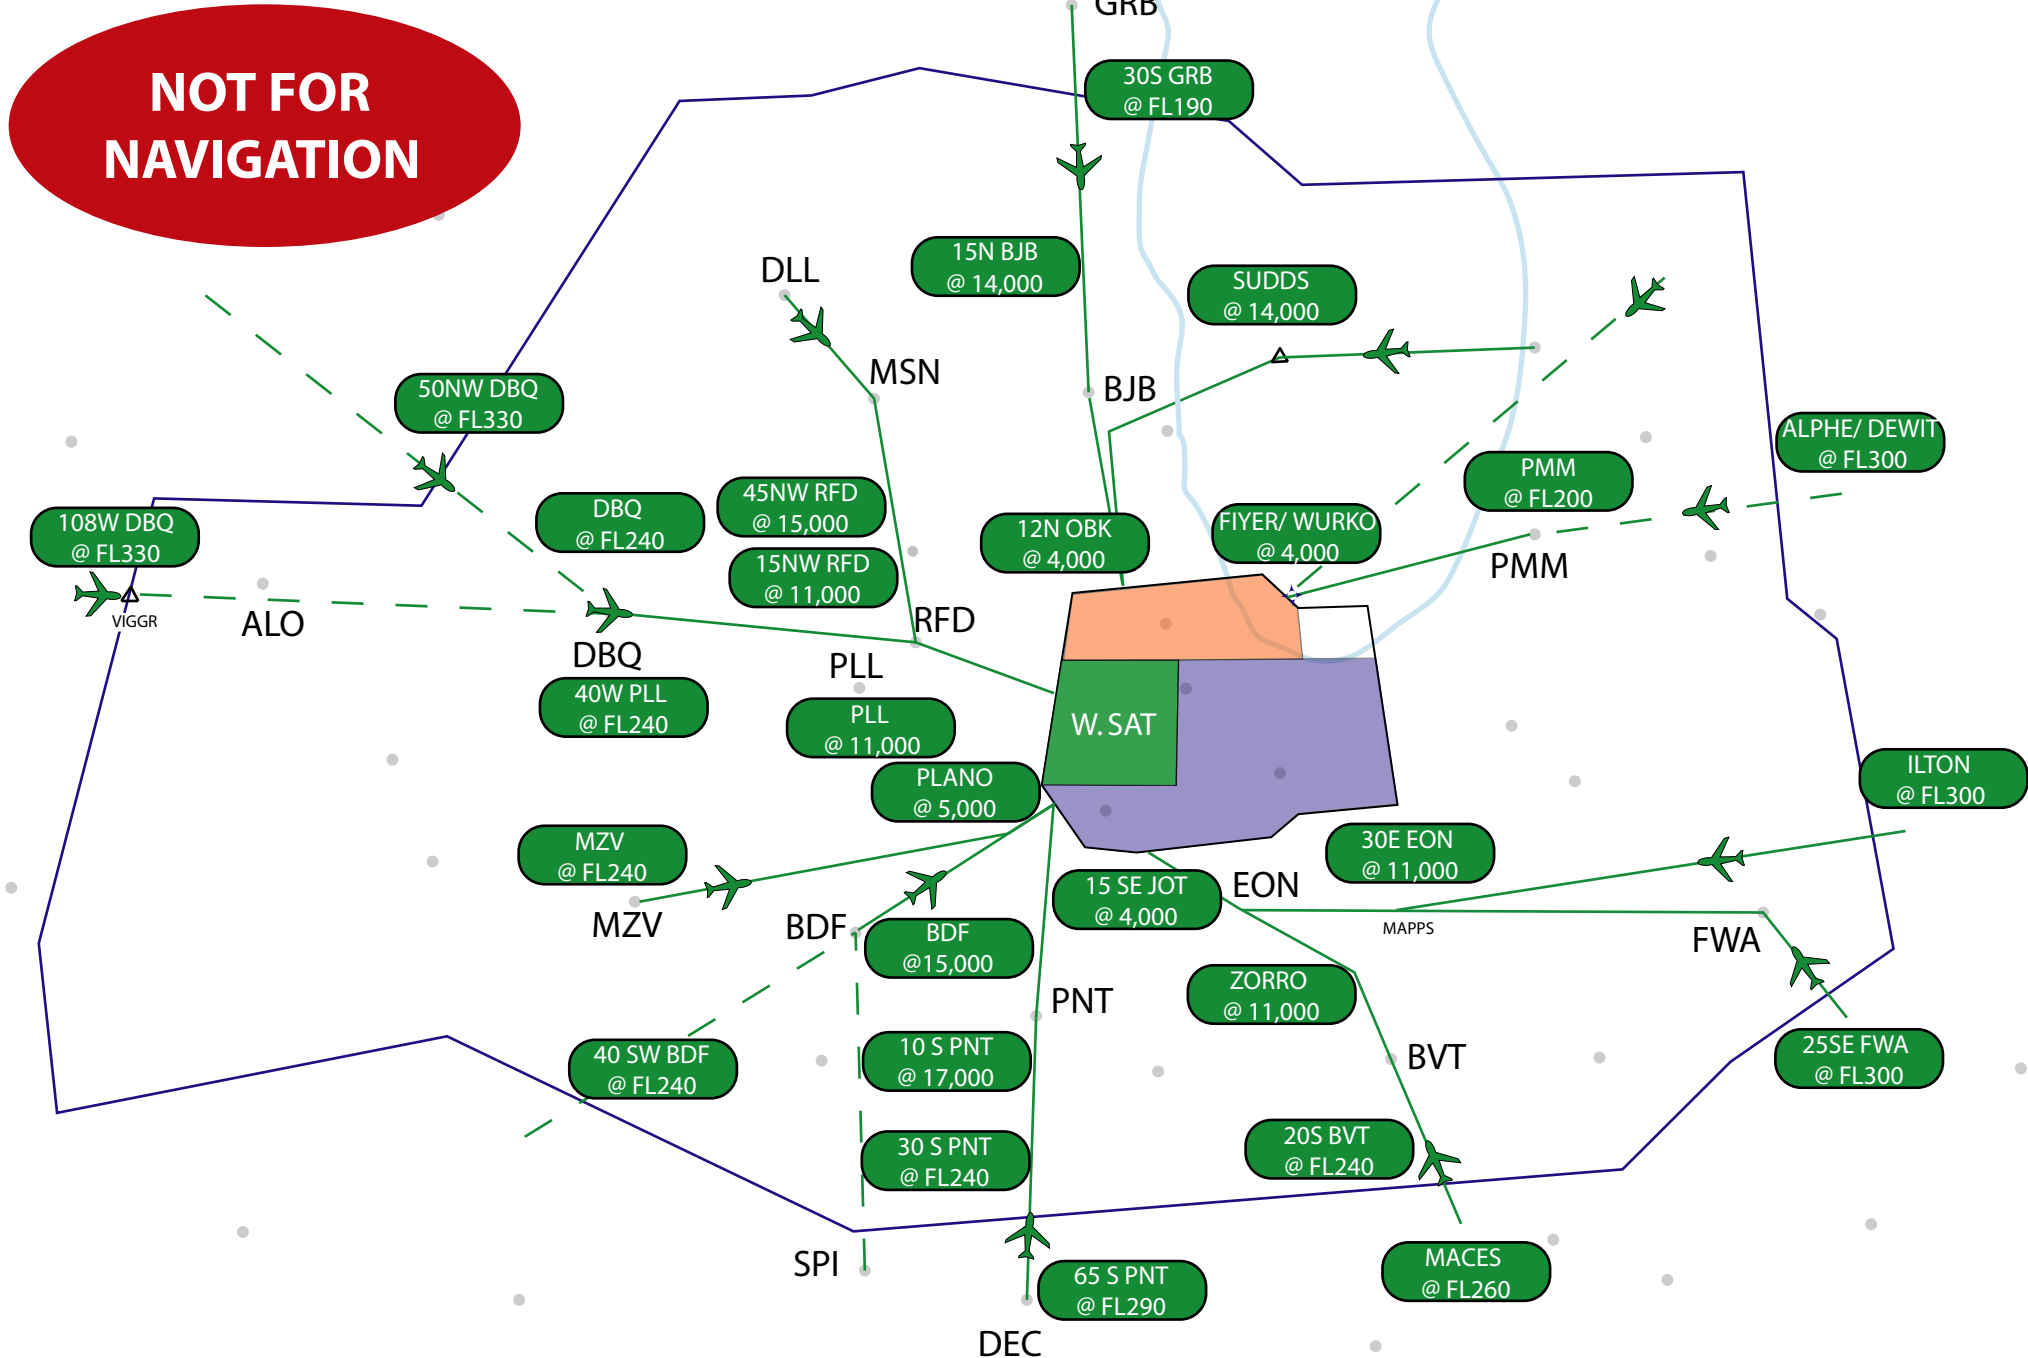 GRB
NOT FOR
NAVIGATION
30S GRB
@ FL190
15N BJB
@ 14,000
DLL
SUDDS
@ 14,000
MSN
BJB
50NW DBQ
@ FL330
ALPHE/ DEWIT
@ FL300
PMM
@ FL200
45NW RFD
@ 15,000
DBQ
@ FL240
108W DBQ
@ FL330
12N OBK
@ 4,000
FIYER/ WURKO
@ 4,000
15NW RFD
@ 11,000
PMM
VIGGR
ALO
RFD
DBQ
PLL
40W PLL
@ FL240
PLL
@ 11,000
W. SAT
PLANO
@ 5,000
ILTON
@ FL300
MZV
@ FL240
30E EON
@ 11,000
15 SE JOT
@ 4,000
EON
MZV
BDF
BDF
@15,000
MAPPS
FWA
ZORRO
@ 11,000
PNT
40 SW BDF
@ FL240
10 S PNT
@ 17,000
BVT
25SE FWA
@ FL300
30 S PNT
@ FL240
20S BVT
@ FL240
SPI
65 S PNT
@ FL290
MACES
@ FL260
DEC